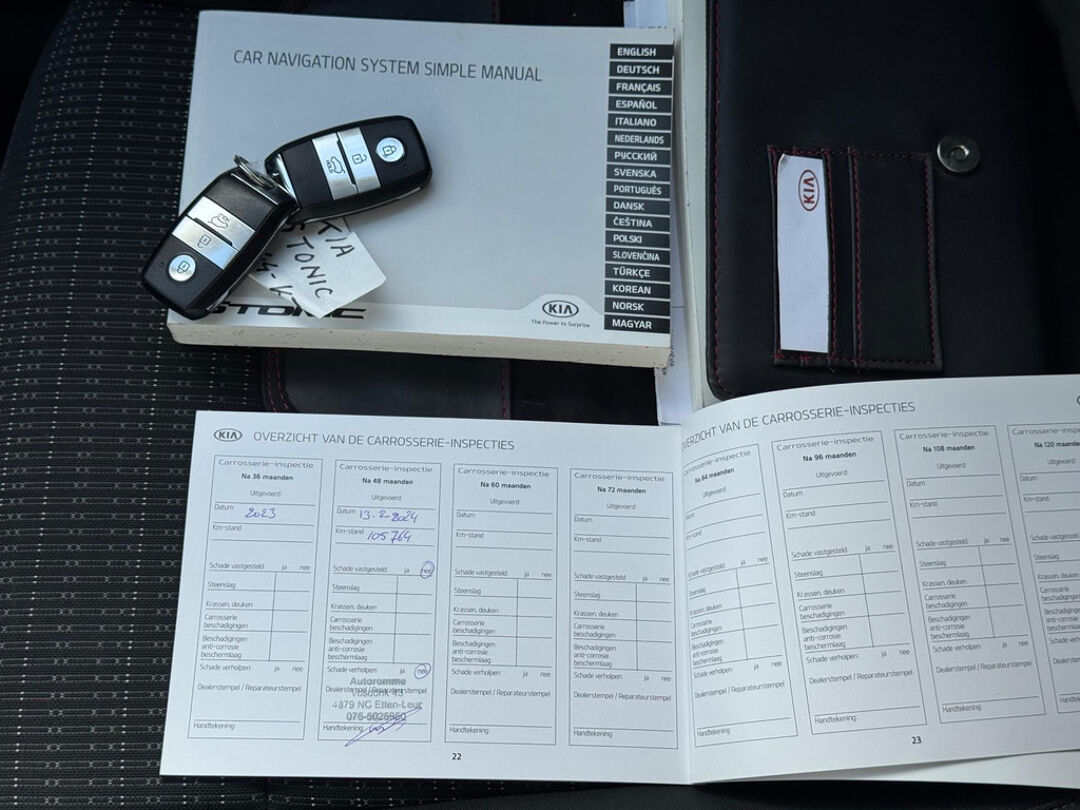 CAR NAVIGATION SYSTEM SIMPLE MANUAL
ENGLISH
DEUTSCH
FRANÇAIS
ESPAÑOL
ITALIANO
NEDERLANDS
РУССКИЙ
SVENSKA
PORTUGUÊS
DANSK
ČEŠTINA
POLSKI
SLOVENČINA
TÜRKÇE
KOREAN
NORSK
MAGYAR
KIA
STONIC
STONIC
KIA
The Power to Surprise
KIA
KIA OVERZICHT VAN DE CARROSSERIE-INSPECTIES
Carrosserie-inspectie
Na 36 maanden
Uitgevoerd
Datum 2023
Km-stand
Schade vastgesteld: ja nee
Steenslag
Krassen, deuken
Carrosserie
beschadigingen
Beschadigingen
anti-corrosie
beschermlaag
Schade verholpen: ja nee
Dealerstempel / Reparateurstempel
Handtekening:
Carrosserie-inspectie
Na 48 maanden
Uitgevoerd
Datum 13-2-2024
Km-stand 105764
Schade vastgesteld: ja nee
Steenslag
Krassen, deuken
Carrosserie
beschadigingen
Beschadigingen
anti-corrosie
beschermlaag
Schade verholpen: ja nee
Autoromme
4879 NC Etten-Leur
Handtekening:
Carrosserie-inspectie
Na 60 maanden
Uitgevoerd
Datum
Km-stand
Schade vastgesteld: ja nee
Steenslag
Krassen, deuken
Carrosserie
beschadigingen
Beschadigingen
anti-corrosie
beschermlaag
Schade verholpen: ja nee
Dealerstempel / Reparateurstempel
Handtekening:
Carrosserie-inspectie
Na 72 maanden
Uitgevoerd
Datum
Km-stand
Schade vastgesteld: ja nee
Steenslag
Krassen, deuken
Carrosserie
beschadigingen
Beschadigingen
anti-corrosie
beschermlaag
Schade verholpen: ja nee
Dealerstempel / Reparateurstempel
Handtekening:
22
OVERZICHT VAN DE CARROSSERIE-INSPECTIES
Carrosserie-inspectie
Na 84 maanden
Uitgevoerd
Datum
Km-stand
Schade vastgesteld: ja nee
Steenslag
Krassen, deuken
Carrosserie
beschadigingen
Beschadigingen
anti-corrosie
beschermlaag
Schade verholpen: ja nee
Dealerstempel / Reparateurstempel
Handtekening:
Carrosserie-inspectie
Na 96 maanden
Uitgevoerd
Datum
Km-stand
Schade vastgesteld: ja nee
Steenslag
Krassen, deuken
Carrosserie
beschadigingen
Beschadigingen
anti-corrosie
beschermlaag
Schade verholpen: ja nee
Dealerstempel / Reparateurstempel
Handtekening:
Carrosserie-inspectie
Na 108 maanden
Uitgevoerd
Datum
Km-stand
Schade vastgesteld: ja nee
Steenslag
Krassen, deuken
Carrosserie
beschadigingen
Beschadigingen
anti-corrosie
beschermlaag
Schade verholpen: ja nee
Dealerstempel / Reparateurstempel
Handtekening:
Na 120 maanden
Uitgevoerd
Datum
Km-stand
Schade vastgesteld:
Steenslag
Krassen, deuken
Carrosserie
Beschadigingen
anti-corrosie
beschermlaag
Schade verholpen:
23